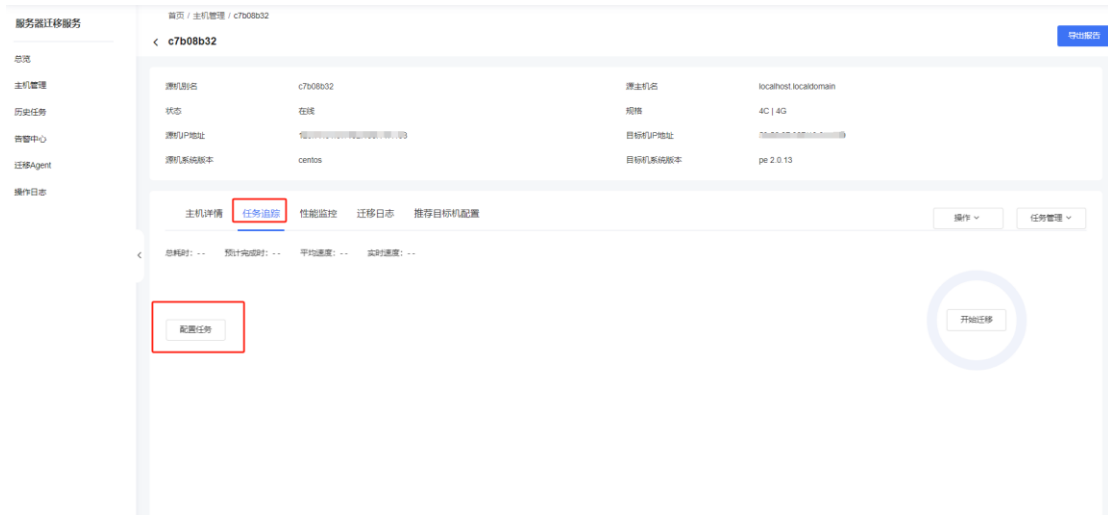 服务器迁移服务
总览
主机管理
历史任务
告警中心
迁移Agent
操作日志
首页 / 主机管理 / c7b08b32
< c7b08b32
导出报告
源机别名 c7b08b32 源主机名 localhost.localdomain
状态 在线 规格 4C | 4G
源机IP地址 目标机IP地址
源机系统版本 centos 目标机系统版本 pe 2.0.13
主机详情 任务追踪 性能监控 迁移日志 推荐目标机配置 操作 任务管理
总耗时: -- 预计完成时: -- 平均速度: -- 实时速度: --
配置任务 开始迁移